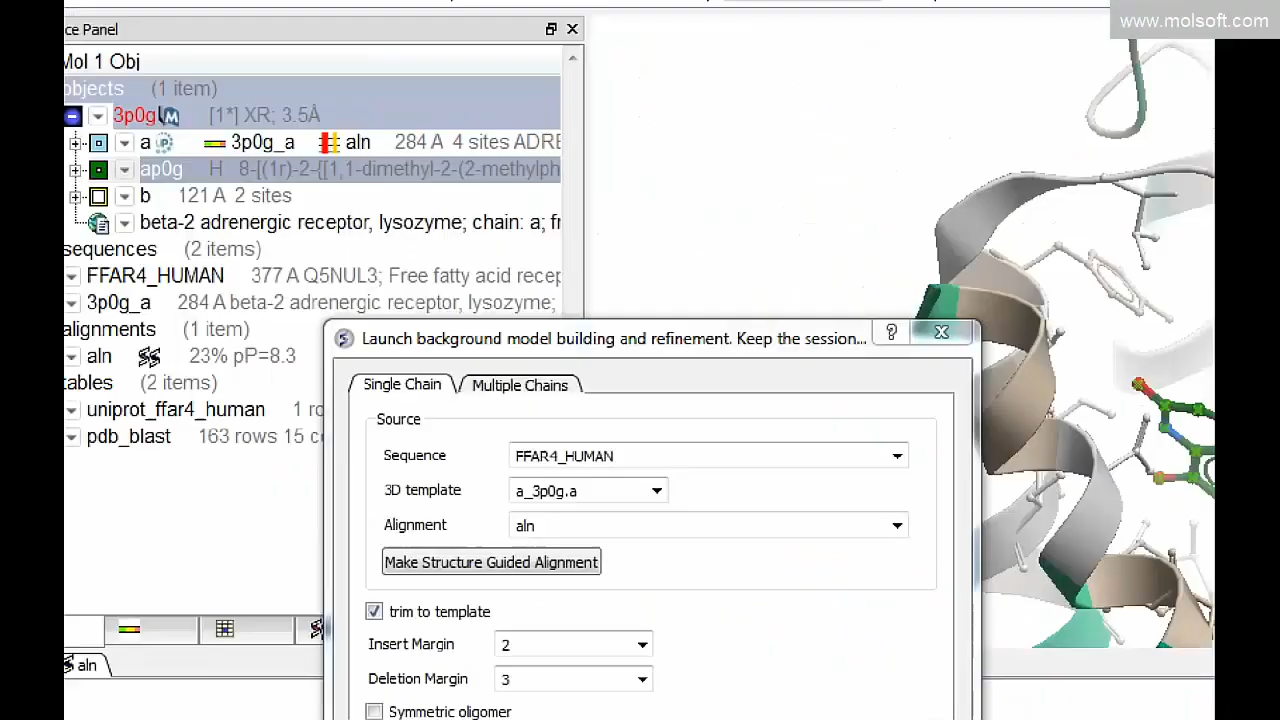 www.molsoft.com
ce Panel
Mol 1 Obj
objects (1 item)
3p0g M [1*] XR; 3.5Å
a P 3p0g_a aln 284 A 4 sites ADRE
ap0g H 8-[(1r)-2-{[1,1-dimethyl-2-(2-methylph
b 121 A 2 sites
beta-2 adrenergic receptor, lysozyme; chain: a; fr
sequences (2 items)
FFAR4_HUMAN 377 A Q5NUL3; Free fatty acid recep
3p0g_a 284 A beta-2 adrenergic receptor, lysozyme;
alignments (1 item)
aln 23% pP=8.3
tables (2 items)
uniprot_ffar4_human 1 ro
pdb_blast 163 rows 15 c
aln
Launch background model building and refinement. Keep the session...
?
Single Chain Multiple Chains
Source
Sequence FFAR4_HUMAN
3D template a_3p0g.a
Alignment aln
Make Structure Guided Alignment
trim to template
Insert Margin 2
Deletion Margin 3
Symmetric oligomer